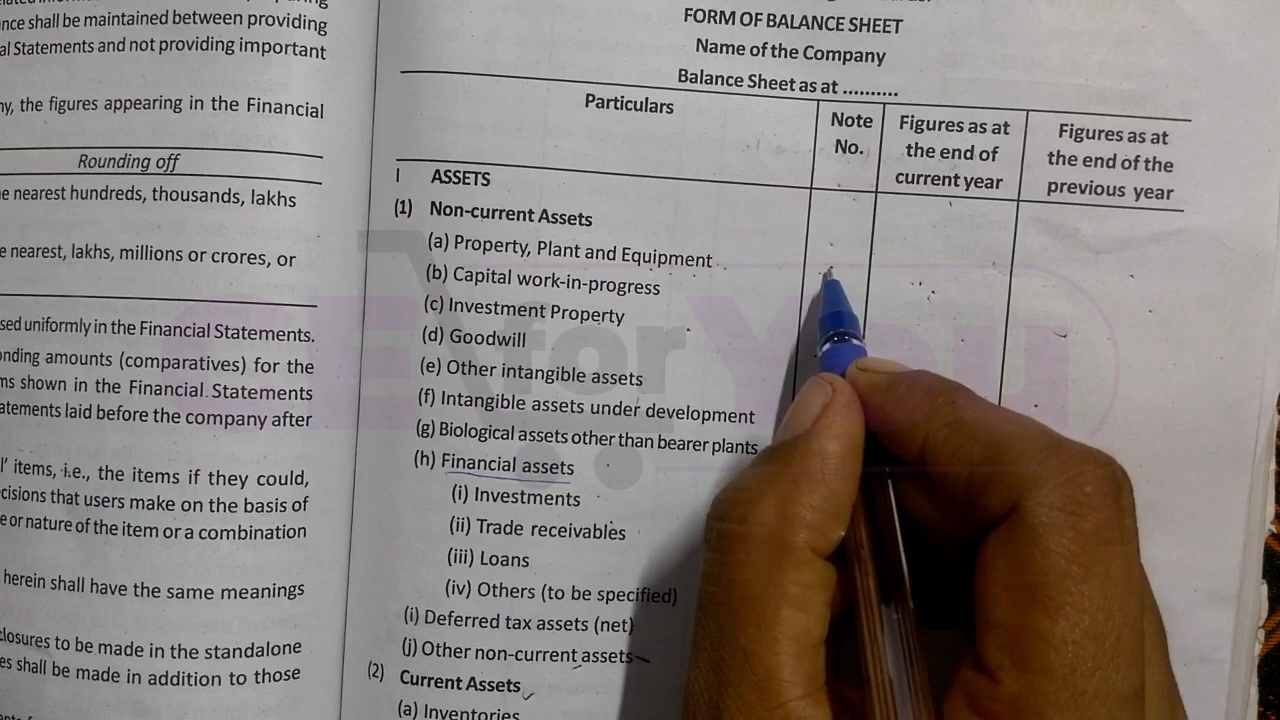 nce shall be maintained between providing
al Statements and not providing important
ny, the figures appearing in the Financial
Rounding off
e nearest hundreds, thousands, lakhs
e nearest, lakhs, millions or crores, or
sed uniformly in the Financial Statements.
onding amounts (comparatives) for the
ms shown in the Financial Statements
atements laid before the company after
l' items, i.e., the items if they could,
cisions that users make on the basis of
e or nature of the item or a combination
herein shall have the same meanings
closures to be made in the standalone
es shall be made in addition to those
FORM OF BALANCE SHEET
Name of the Company
Balance Sheet as at ..........
Particulars
Note No.
Figures as at the end of current year
Figures as at the end of the previous year
I ASSETS
(1) Non-current Assets
(a) Property, Plant and Equipment
(b) Capital work-in-progress
(c) Investment Property
(d) Goodwill
(e) Other intangible assets
(f) Intangible assets under development
(g) Biological assets other than bearer plants
(h) Financial assets
(i) Investments
(ii) Trade receivables
(iii) Loans
(iv) Others (to be specified)
(i) Deferred tax assets (net)
(j) Other non-current assets
(2) Current Assets
(a) Inventories
for You